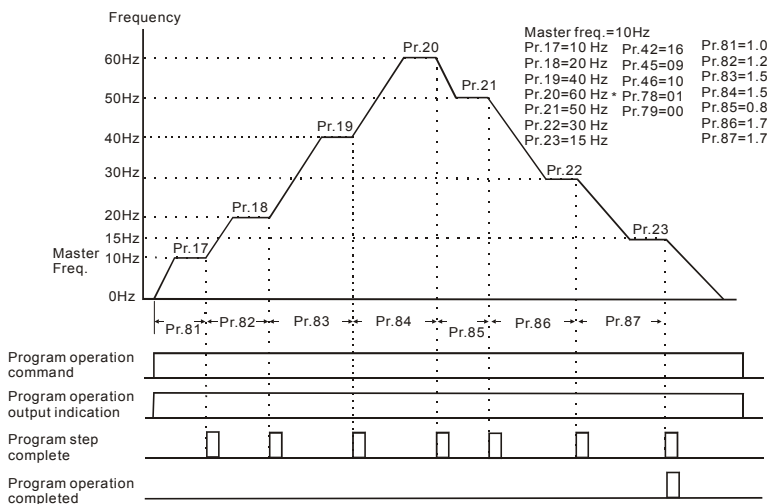 Frequency
Master freq.=10Hz
Pr.17=10 Hz Pr.42=16 Pr.81=1.0
Pr.18=20 Hz Pr.45=09 Pr.82=1.2
Pr.19=40 Hz Pr.46=10 Pr.83=1.5
Pr.20=60 Hz * Pr.78=01 Pr.84=1.5
Pr.21=50 Hz Pr.79=00 Pr.85=0.8
Pr.22=30 Hz Pr.86=1.7
Pr.23=15 Hz Pr.87=1.7
60Hz
50Hz
40Hz
30Hz
20Hz
15Hz
Master
Freq.
10Hz
0Hz
Pr.17
Pr.18
Pr.19
Pr.20
Pr.21
Pr.22
Pr.23
Pr.81
Pr.82
Pr.83
Pr.84
Pr.85
Pr.86
Pr.87
Program operation
command
Program operation
output indication
Program step
complete
Program operation
completed